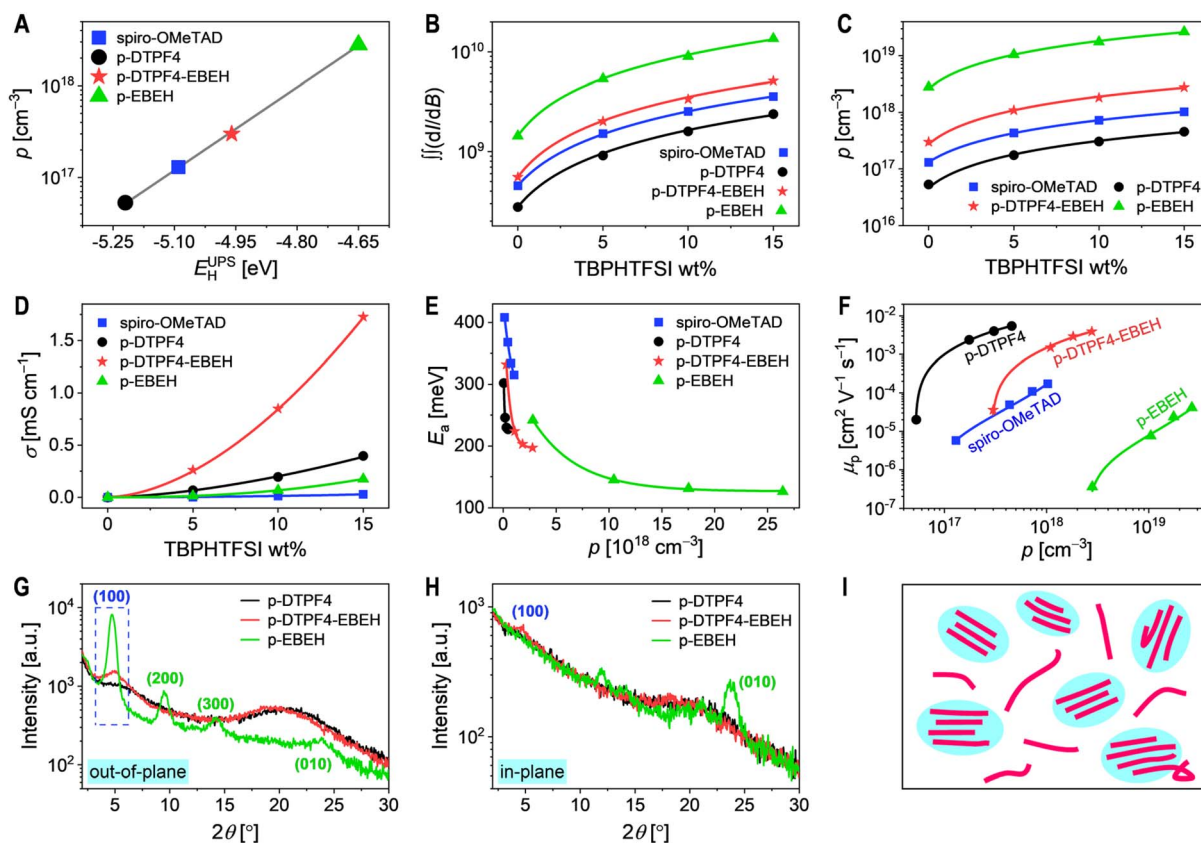 A
p [cm⁻³]
10¹⁸
10¹⁷
spiro-OMeTAD
p-DTPF4
p-DTPF4-EBEH
p-EBEH
-5.25 -5.10 -4.95 -4.80 -4.65
E_H^UPS [eV]
B
∬(dI/dB)
10¹⁰
10⁹
spiro-OMeTAD
p-DTPF4
p-DTPF4-EBEH
p-EBEH
0 5 10 15
TBPHTFSI wt%
C
p [cm⁻³]
10¹⁹
10¹⁸
10¹⁷
10¹⁶
spiro-OMeTAD p-DTPF4
p-DTPF4-EBEH p-EBEH
0 5 10 15
TBPHTFSI wt%
D
σ [mS cm⁻¹]
1.5
1.0
0.5
0.0
spiro-OMeTAD
p-DTPF4
p-DTPF4-EBEH
p-EBEH
0 5 10 15
TBPHTFSI wt%
E
E_a [meV]
400
300
200
100
spiro-OMeTAD
p-DTPF4
p-DTPF4-EBEH
p-EBEH
0 5 10 15 20 25
p [10¹⁸ cm⁻³]
F
μ_p [cm² V⁻¹ s⁻¹]
10⁻²
10⁻³
10⁻⁴
10⁻⁵
10⁻⁶
10⁻⁷
p-DTPF4
p-DTPF4-EBEH
spiro-OMeTAD
p-EBEH
10¹⁷ 10¹⁸ 10¹⁹
p [cm⁻³]
G
Intensity [a.u.]
10⁴
10³
10²
(100)
p-DTPF4
p-DTPF4-EBEH
p-EBEH
(200)
(300)
(010)
out-of-plane
5 10 15 20 25 30
2θ [°]
H
Intensity [a.u.]
10³
10²
(100)
p-DTPF4
p-DTPF4-EBEH
p-EBEH
(010)
in-plane
5 10 15 20 25 30
2θ [°]
I